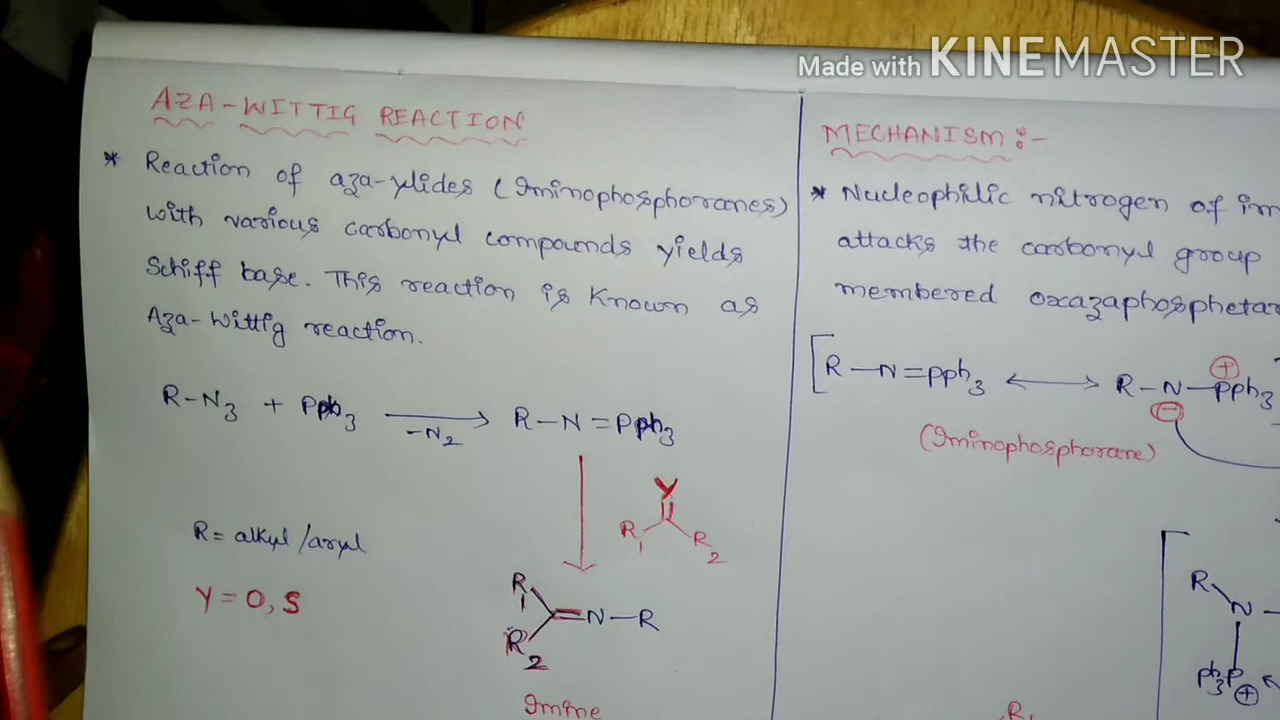 Made with KINEMASTER
AZA-WITTIG REACTION
* Reaction of aza-ylides (Iminophosphoranes)
with various carbonyl compounds yields
Schiff base. This reaction is known as
Aza-Wittig reaction.
R-N3 + PPh3 → R-N=PPh3
-N2
Y
R1 R2
R = alkyl/aryl
Y = O, S
R1
=N-R
R2
Imine
MECHANISM :-
* Nucleophilic nitrogen of im
attacks the carbonyl group
membered oxazaphosphetan
[R-N=PPh3 ↔ R-N-PPh3
⊕
⊖
(Iminophosphorane)
R
N-
Ph3P
⊕
R1